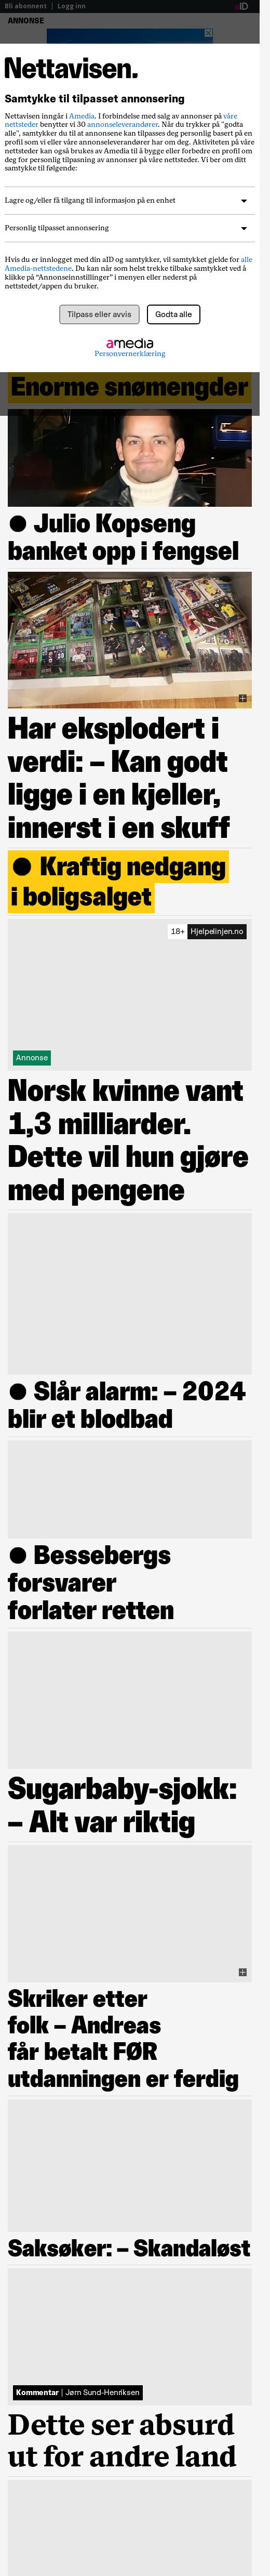 Bli abonnent | Logg inn
aID
ANNONSE
Nettavisen.
Samtykke til tilpasset annonsering
Nettavisen inngår i Amedia. I forbindelse med salg av annonser på våre
nettsteder benytter vi 30 annonseleverandører. Når du trykker på "godta
alle", samtykker du til at annonsene kan tilpasses deg personlig basert på en
profil som vi eller våre annonseleverandører har om deg. Aktiviteten på våre
nettsteder kan også brukes av Amedia til å bygge eller forbedre en profil om
deg for personlig tilpasning av annonser på våre nettsteder. Vi ber om ditt
samtykke til følgende:
Lagre og/eller få tilgang til informasjon på en enhet
Personlig tilpasset annonsering
Hvis du er innlogget med din aID og samtykker, vil samtykket gjelde for alle
Amedia-nettstedene. Du kan når som helst trekke tilbake samtykket ved å
klikke på “Annonseinnstillinger” i menyen eller nederst på
nettstedet/appen du bruker.
Tilpass eller avvis
Godta alle
amedia
Personvernerklæring
Enorme snømengder
● Julio Kopseng
banket opp i fengsel
Har eksplodert i
verdi: – Kan godt
ligge i en kjeller,
innerst i en skuff
● Kraftig nedgang
i boligsalget
18+ Hjelpelinjen.no
Annonse
Norsk kvinne vant
1,3 milliarder.
Dette vil hun gjøre
med pengene
● Slår alarm: – 2024
blir et blodbad
● Bessebergs
forsvarer
forlater retten
Sugarbaby-sjokk:
– Alt var riktig
Skriker etter
folk – Andreas
får betalt FØR
utdanningen er ferdig
Saksøker: – Skandaløst
Kommentar | Jørn Sund-Henriksen
Dette ser absurd
ut for andre land